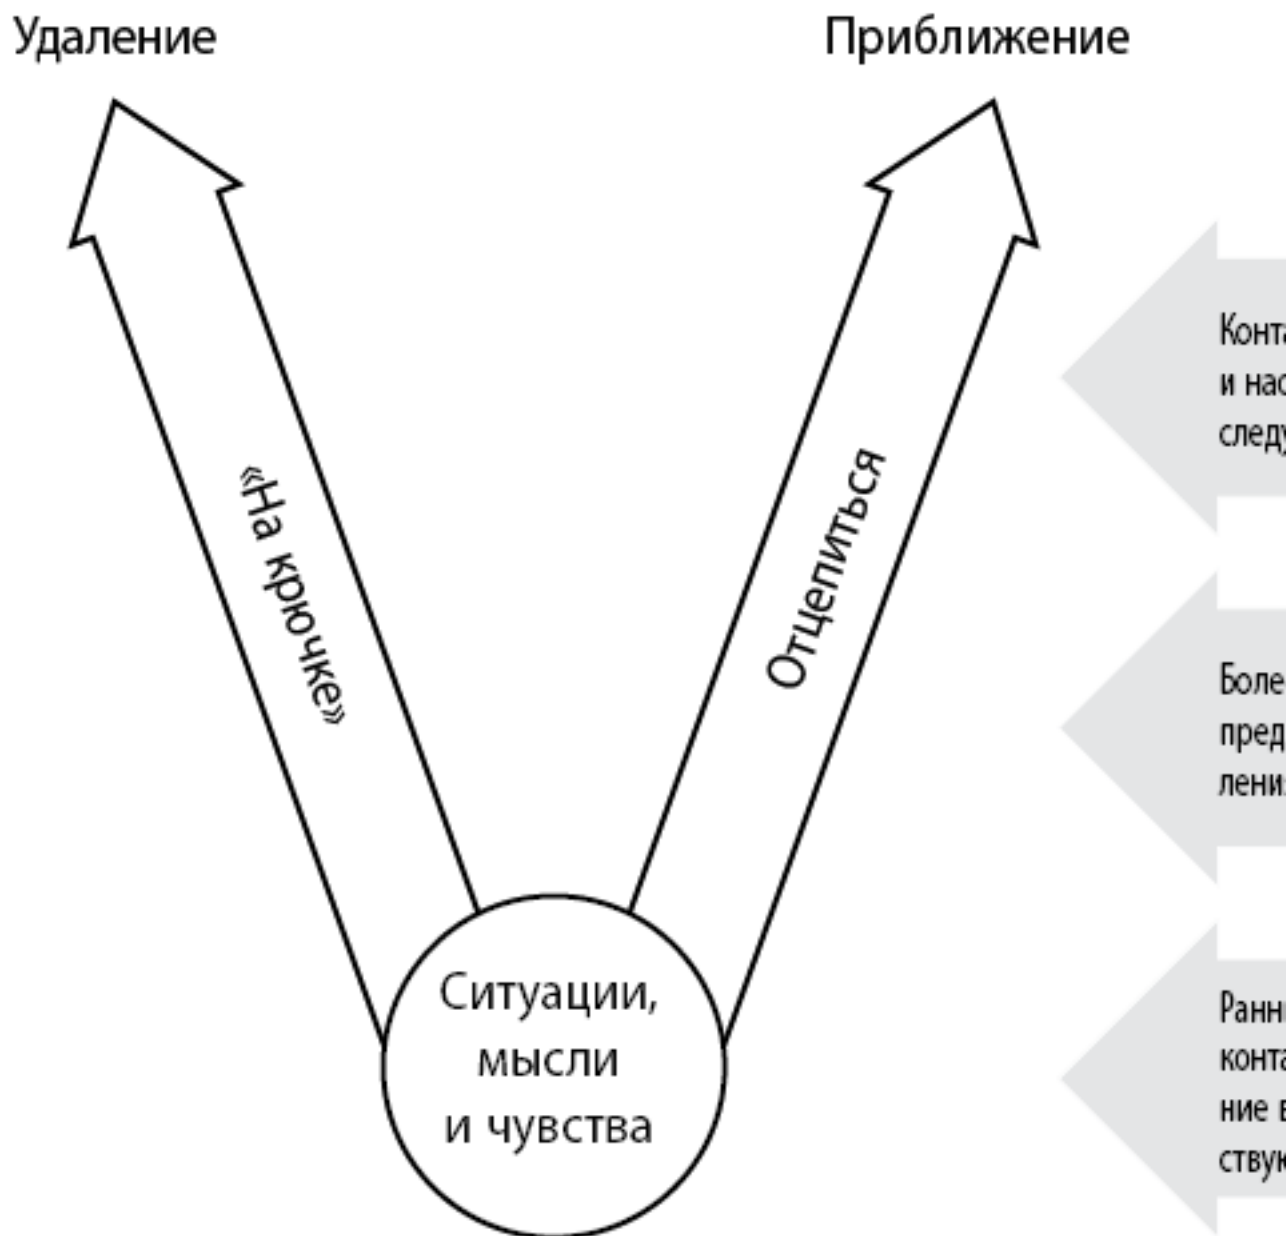 Удаление
Приближение
«На крючке»
Отцепиться
Ситуации,
мысли
и чувства
и